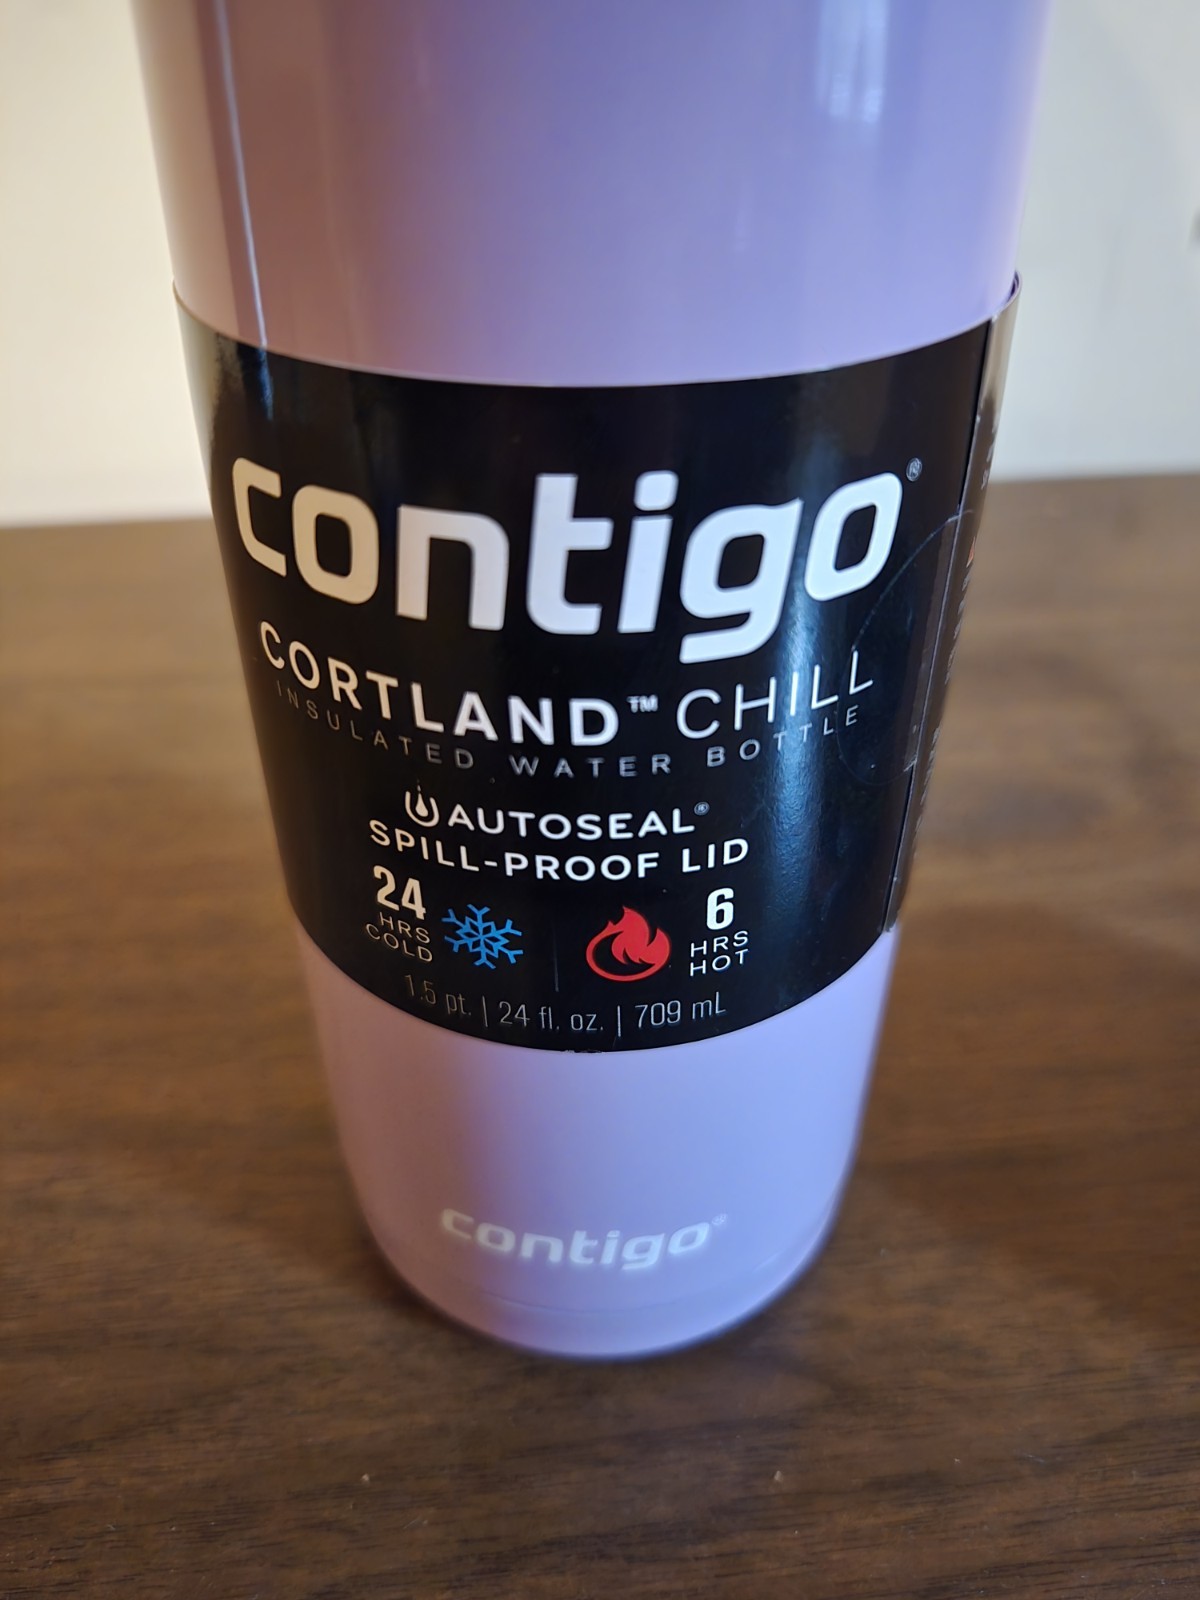 contigo®
CORTLAND™ CHILL
INSULATED WATER BOTTLE
AUTOSEAL®
SPILL-PROOF LID
24
HRS
COLD
6
HRS
HOT
1.5 pt. | 24 fl. oz. | 709 mL
contigo®